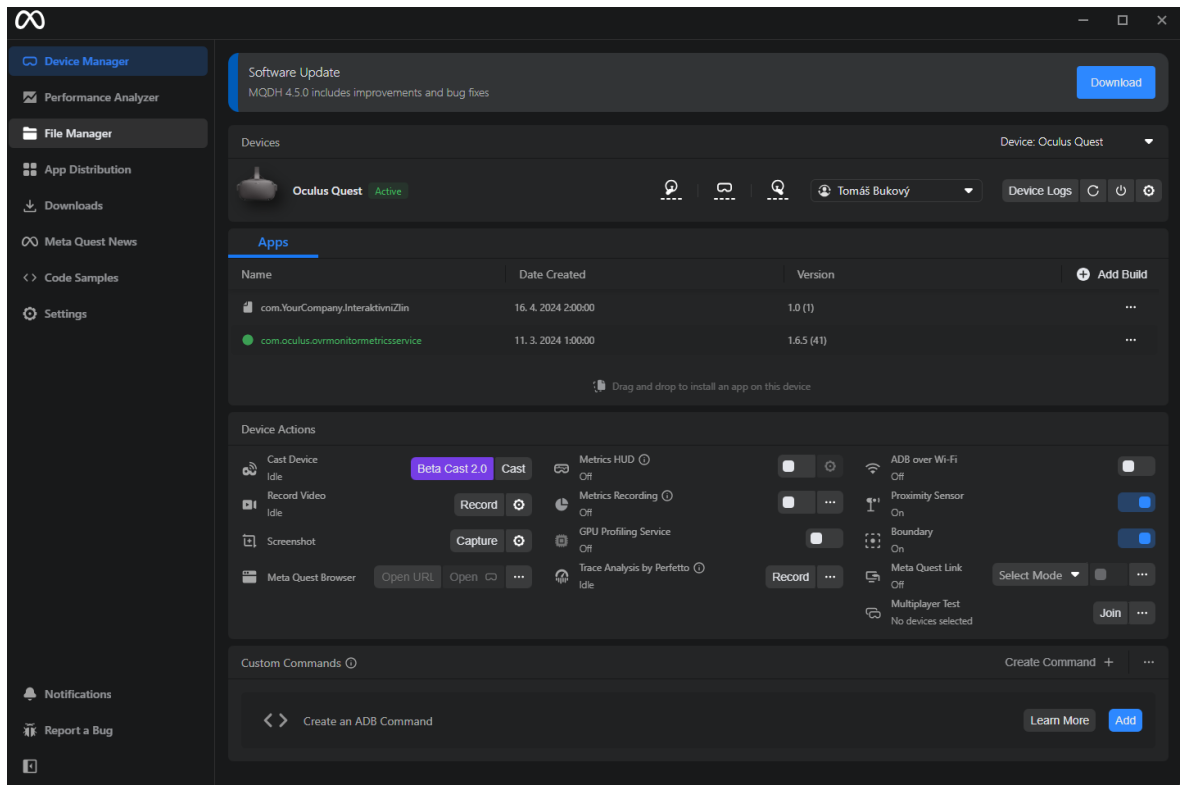 Device Manager
Performance Analyzer
File Manager
App Distribution
Downloads
Meta Quest News
Code Samples
Settings
Notifications
Report a Bug
Software Update
MQDH 4.5.0 includes improvements and bug fixes
Download
Devices
Device: Oculus Quest
Oculus Quest Active
Tomáš Bukový
Device Logs
Apps
Name Date Created Version Add Build
com.YourCompany.InteraktivniZlin 16. 4. 2024 2:00:00 1.0 (1) ...
com.oculus.ovrmonitormetricsservice 11. 3. 2024 1:00:00 1.6.5 (41) ...
Drag and drop to install an app on this device
Device Actions
Cast Device
Idle
Beta Cast 2.0 Cast
Record Video
Idle
Record
Screenshot
Capture
Meta Quest Browser
Open URL Open ...
Metrics HUD
Off
Metrics Recording
Off
...
GPU Profiling Service
Off
Trace Analysis by Perfetto
Idle
Record ...
ADB over Wi-Fi
Off
Proximity Sensor
On
Boundary
On
Meta Quest Link
Off
Select Mode ...
Multiplayer Test
No devices selected
Join ...
Custom Commands
Create Command + ...
Create an ADB Command
Learn More Add